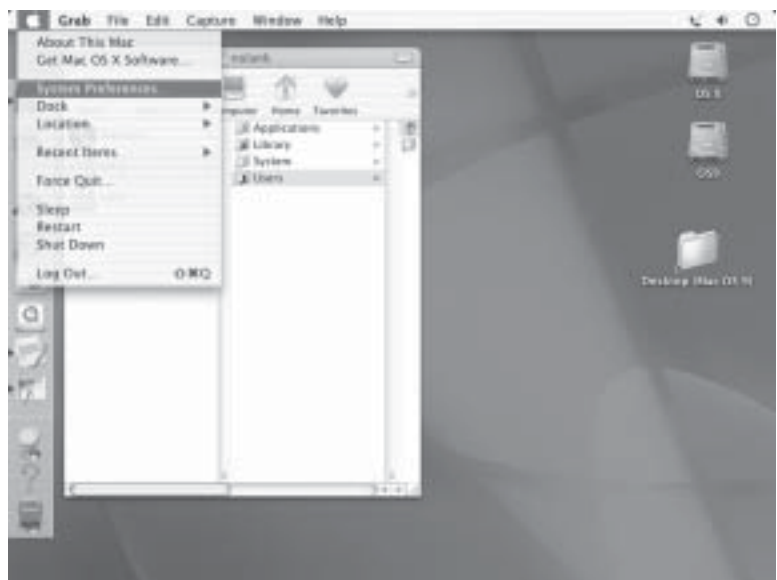 Grab File Edit Capture Window Help
About This Mac
Get Mac OS X Software...
System Preferences...
Dock
Location
Recent Items
Force Quit...
Sleep
Restart
Shut Down
Log Out... ⇧⌘Q
Home Favorites
Applications
Library
System
Users
OS X
OS9
Desktop (Mac OS 9)